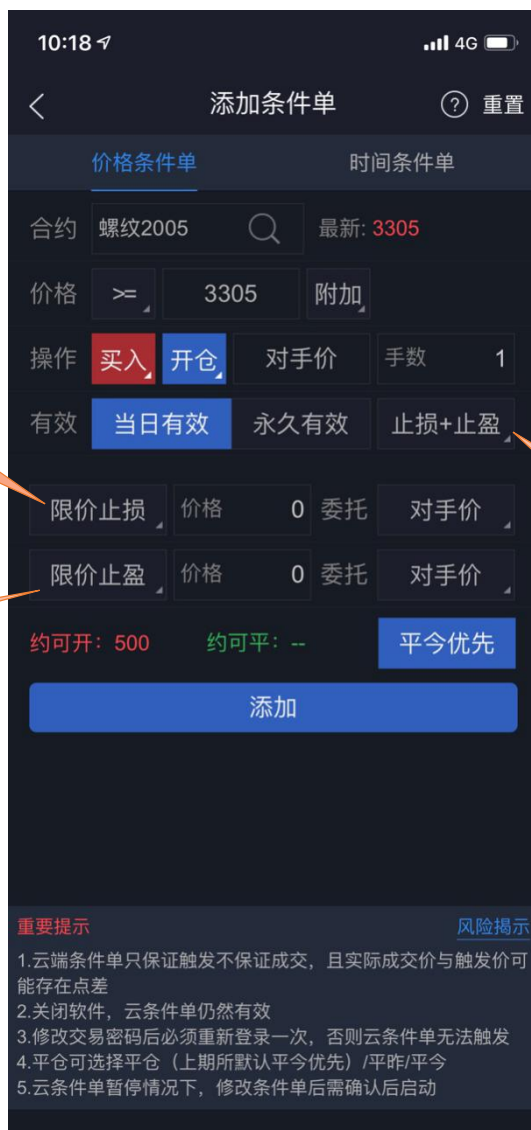 10:18 4G
添加条件单 ? 重置
价格条件单 时间条件单
合约 螺纹2005 最新: 3305
价格 >= 3305 附加
操作 买入 开仓 对手价 手数 1
有效 当日有效 永久有效 止损+止盈
限价止损 价格 0 委托 对手价
限价止盈 价格 0 委托 对手价
约可开: 500 约可平: -- 平今优先
添加
重要提示 风险揭示
1.云端条件单只保证触发不保证成交，且实际成交价与触发价可
能存在点差
2.关闭软件，云条件单仍然有效
3.修改交易密码后必须重新登录一次，否则云条件单无法触发
4.平仓可选择平仓（上期所默认平今优先）/平昨/平今
5.云条件单暂停情况下，修改条件单后需确认后启动